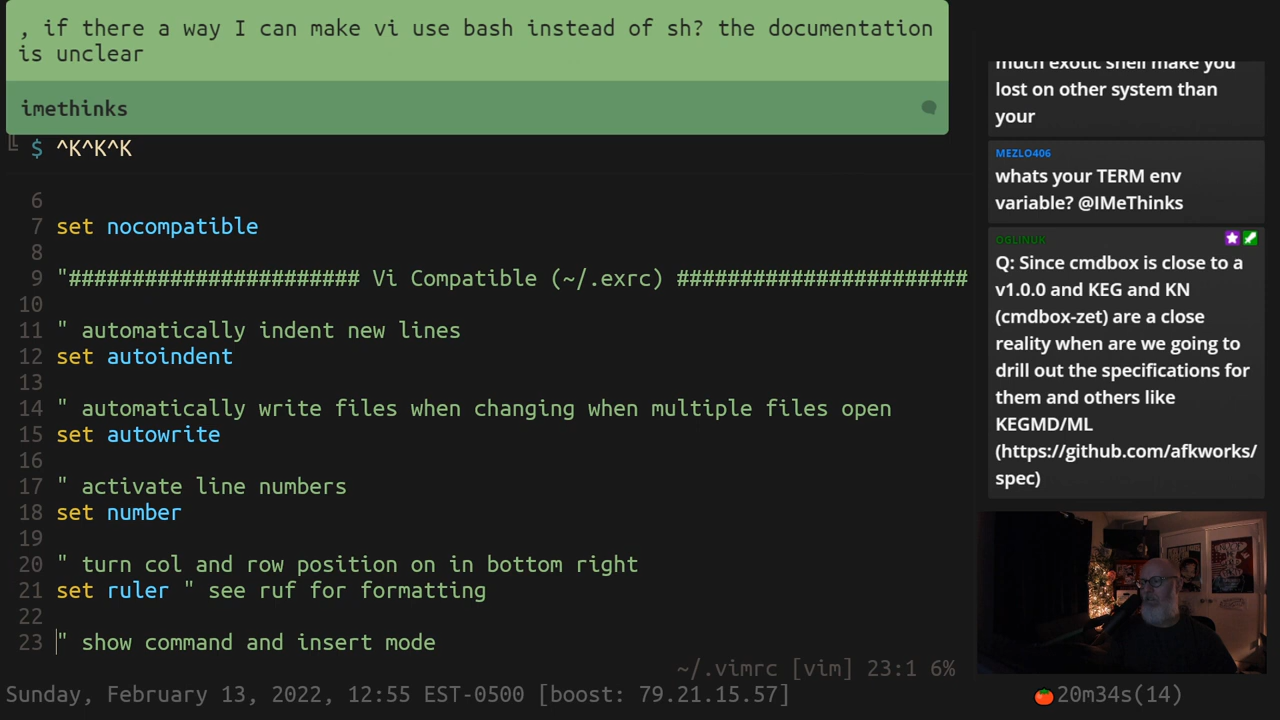 , if there a way I can make vi use bash instead of sh? the documentation
is unclear
imethinks
$ ^K^K^K
6
7 set nocompatible
8
9 "####################### Vi Compatible (~/.exrc) #######################
10
11 " automatically indent new lines
12 set autoindent
13
14 " automatically write files when changing when multiple files open
15 set autowrite
16
17 " activate line numbers
18 set number
19
20 " turn col and row position on in bottom right
21 set ruler " see ruf for formatting
22
23 " show command and insert mode
~/.vimrc [vim] 23:1 6%
Sunday, February 13, 2022, 12:55 EST-0500 [boost: 79.21.15.57]
much exotic shell make you
lost on other system than
your
MEZLO406
whats your TERM env
variable? @IMeThinks
OGLINUK
Q: Since cmdbox is close to a
v1.0.0 and KEG and KN
(cmdbox-zet) are a close
reality when are we going to
drill out the specifications for
them and others like
KEGMD/ML
(https://github.com/afkworks/
spec)
🍅20m34s(14)